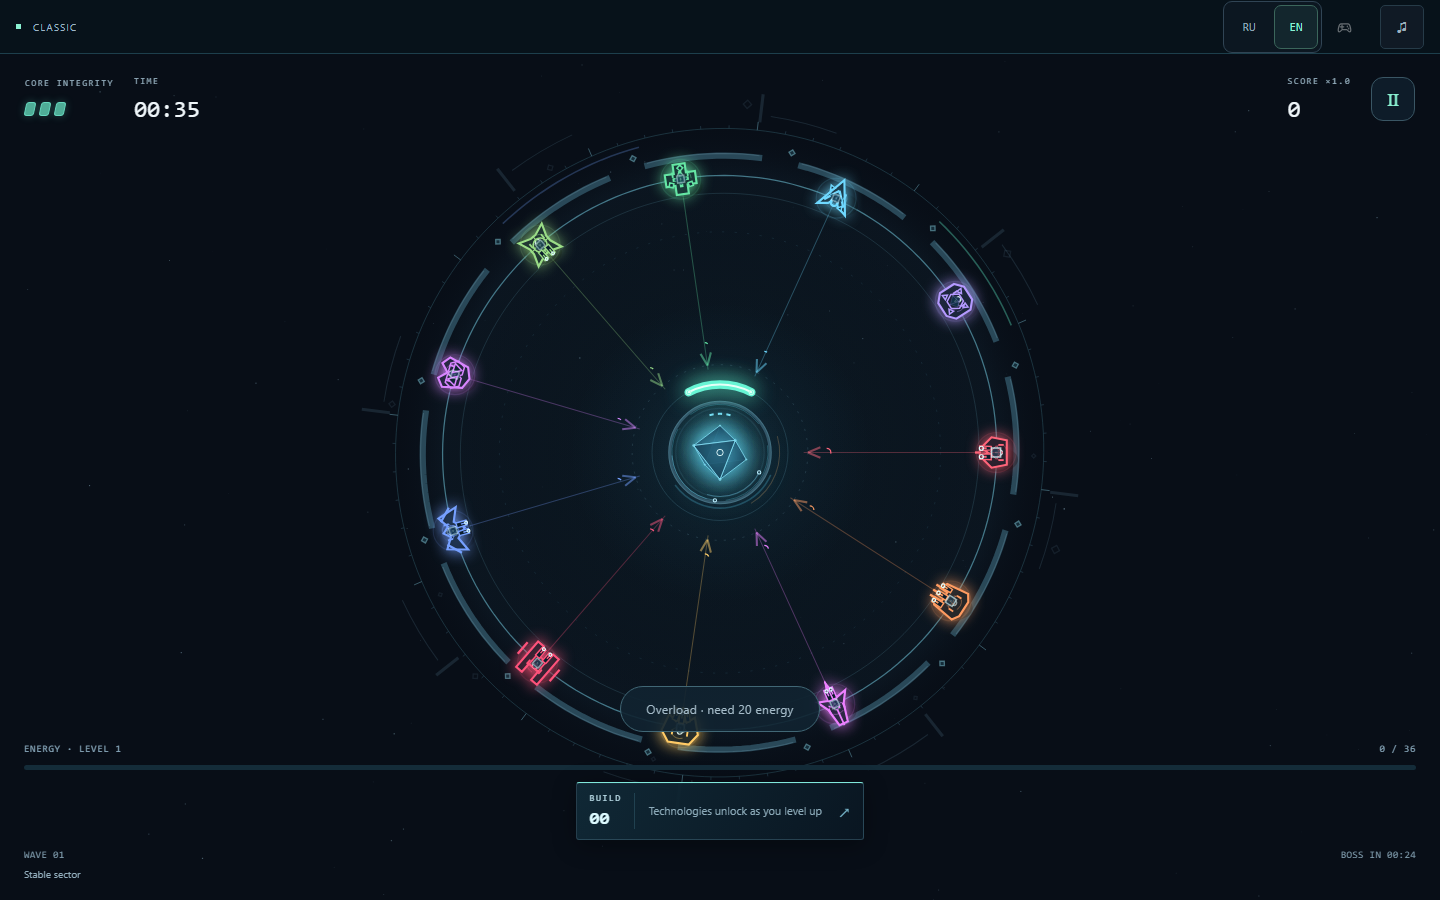 CLASSIC
RU
EN
CORE INTEGRITY
TIME
00:35
SCORE ×1.0
0
II
Overload · need 20 energy
ENERGY · LEVEL 1
0 / 36
BUILD
00
Technologies unlock as you level up
WAVE 01
Stable sector
BOSS IN 00:24